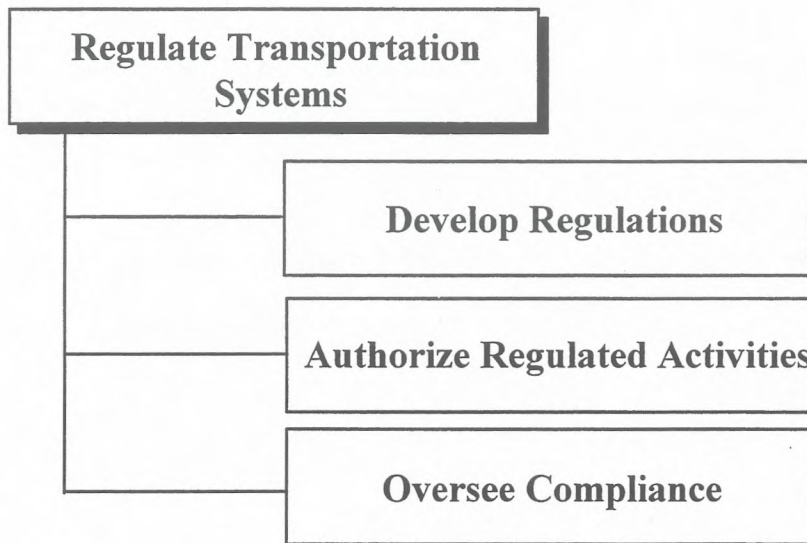 Regulate Transportation
Systems
Develop Regulations
Authorize Regulated Activities
Oversee Compliance